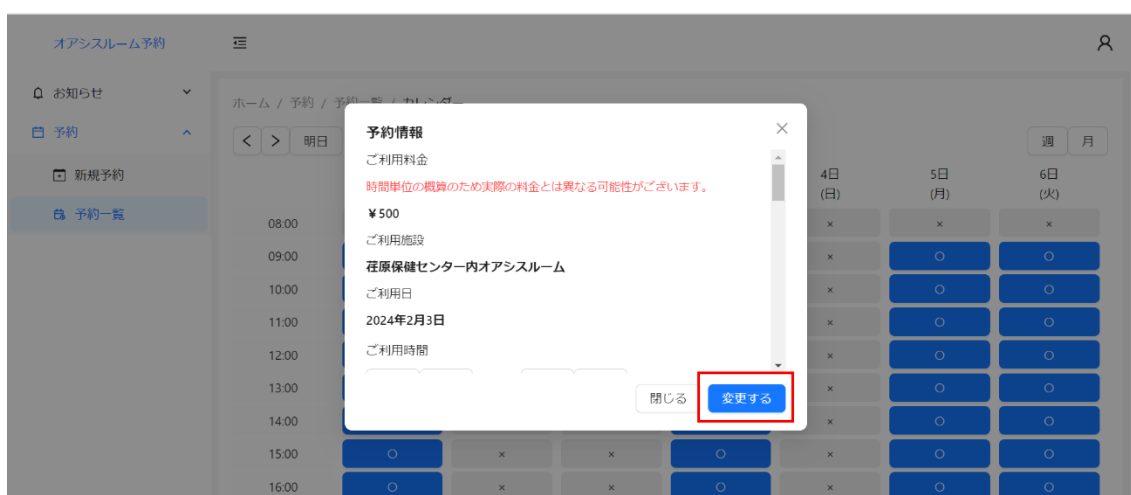 オアシスルーム予約
お知らせ
予約
新規予約
予約一覧
ホーム / 予約 / 予約一覧 / カレンダー
< > 明日
週 月
4日 5日 6日
(日) (月) (火)
08:00 × × ×
09:00 × ○ ○
10:00 × ○ ○
11:00 × ○ ○
12:00 × ○ ○
13:00 × ○ ○
14:00 × ○ ○
15:00 ○ × × ○ × ○ ○
16:00 ○ × × ○ × ○ ○
予約情報
ご利用料金
時間単位の概算のため実際の料金とは異なる可能性がございます。
¥500
ご利用施設
荏原保健センター内オアシスルーム
ご利用日
2024年2月3日
ご利用時間
閉じる 変更する